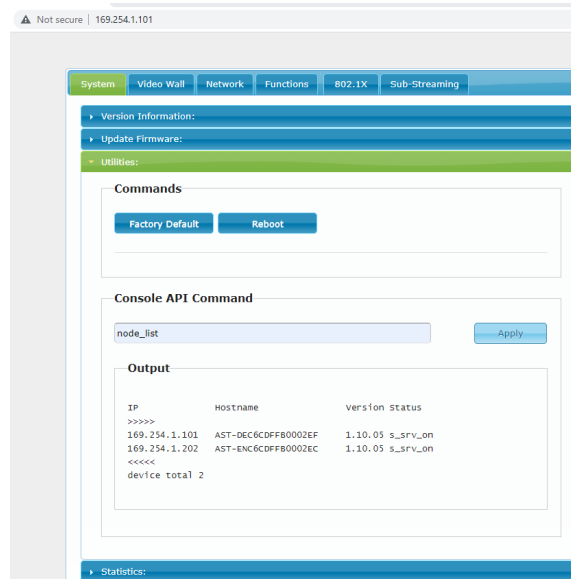 Not secure | 169.254.1.101
System Video Wall Network Functions 802.1X Sub-Streaming
Version Information:
Update Firmware:
Utilities:
Commands
Factory Default Reboot
Console API Command
node_list Apply
Output
IP Hostname Version Status
>>>>>
169.254.1.101 AST-DEC6CDFFB0002EF 1.10.05 s_srv_on
169.254.1.202 AST-ENC6CDFFB0002EC 1.10.05 s_srv_on
<<<<<
device total 2
Statistics: